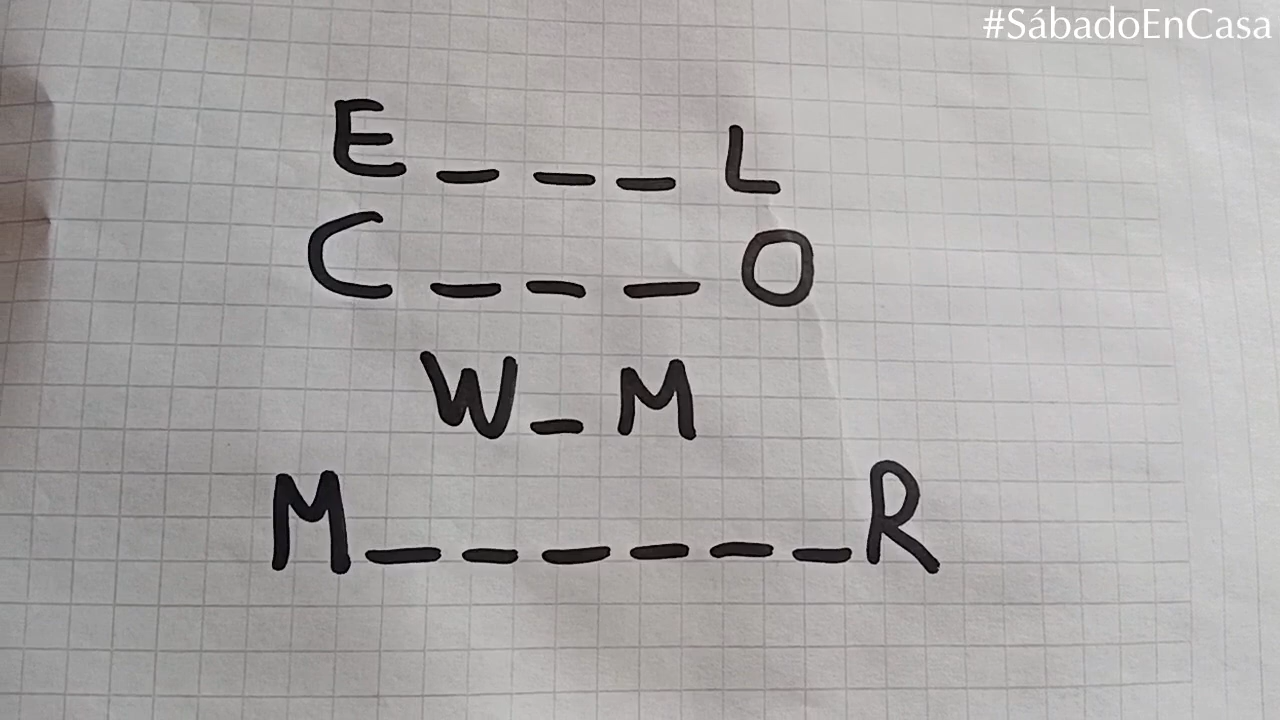 #SábadoEnCasa
E _ _ _ L
C _ _ _ O
W _ M
M _ _ _ _ _ _ R